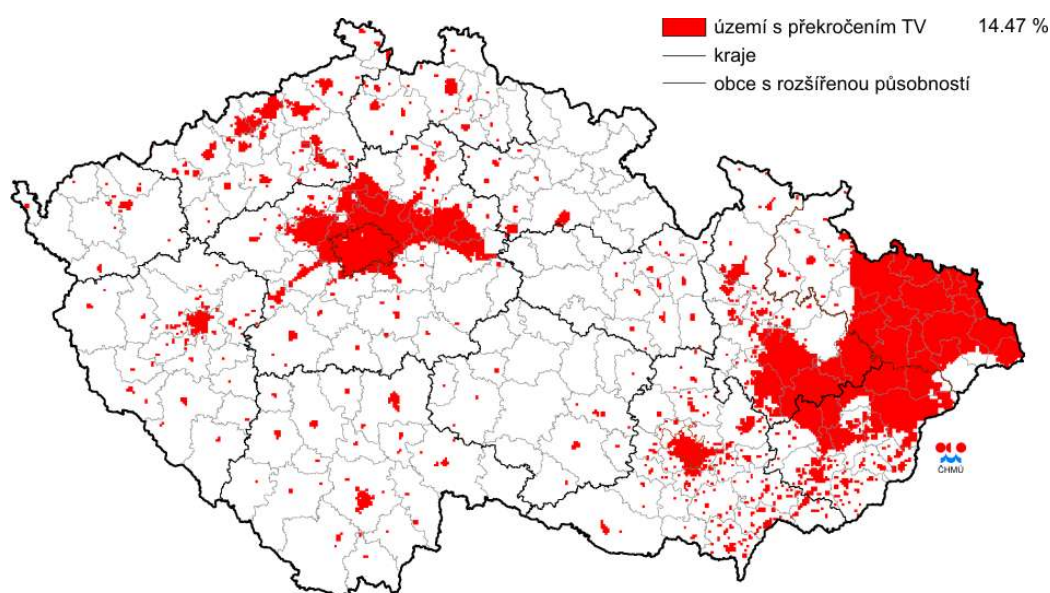 území s překročením TV 14.47 %
kraje
obce s rozšířenou působností
ČHMÚ